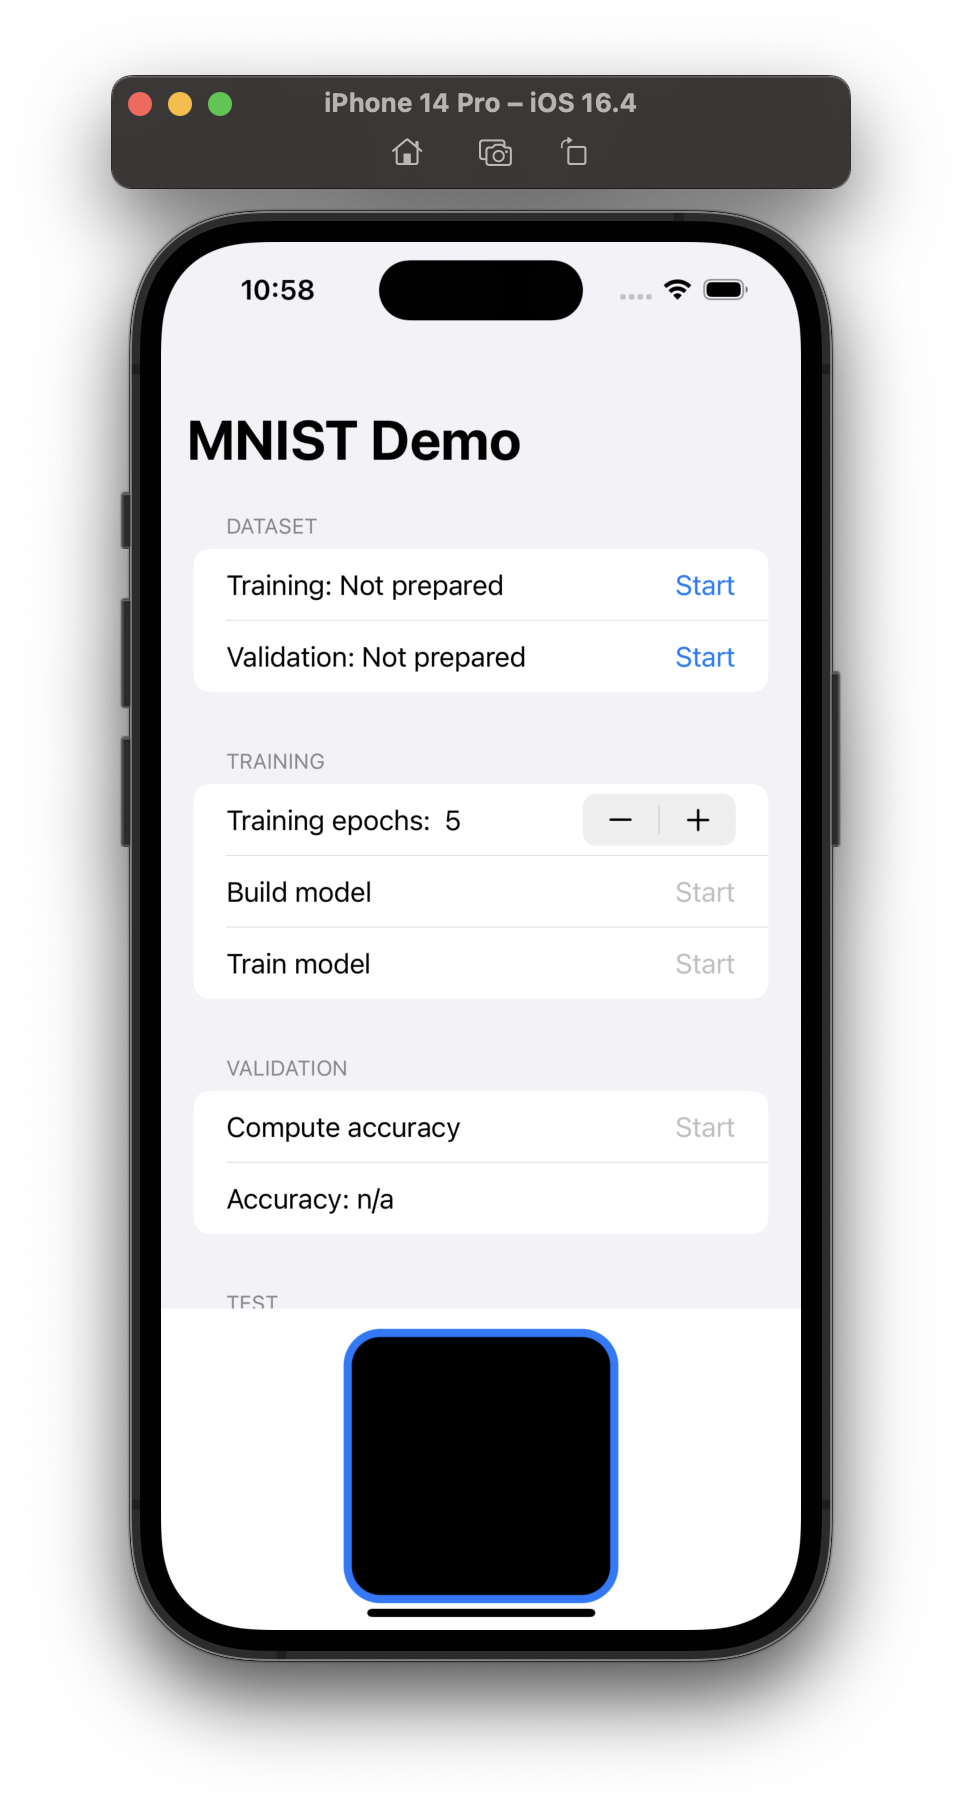 iPhone 14 Pro – iOS 16.4
10:58
MNIST Demo
DATASET
Training: Not prepared Start
Validation: Not prepared Start
TRAINING
Training epochs: 5
Build model Start
Train model Start
VALIDATION
Compute accuracy Start
Accuracy: n/a
TEST